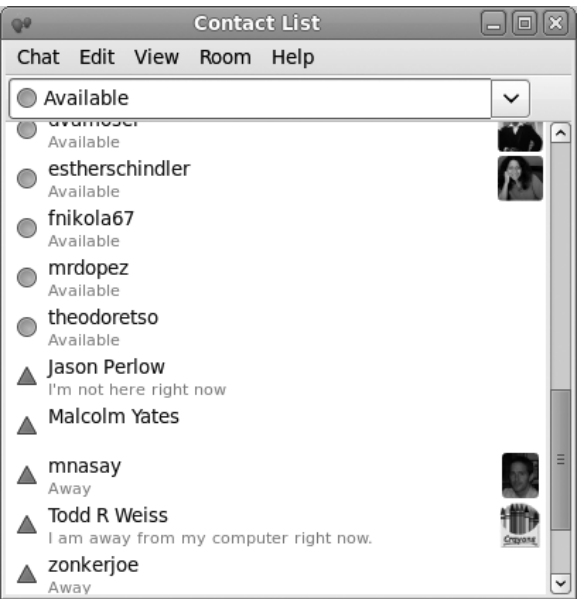 Contact List
Chat Edit View Room Help
Available
Available
estherschindler
Available
fnikola67
Available
mrdopez
Available
theodoretso
Available
Jason Perlow
I'm not here right now
Malcolm Yates
mnasay
Away
Todd R Weiss
I am away from my computer right now.
Crayons
zonkerjoe
Away